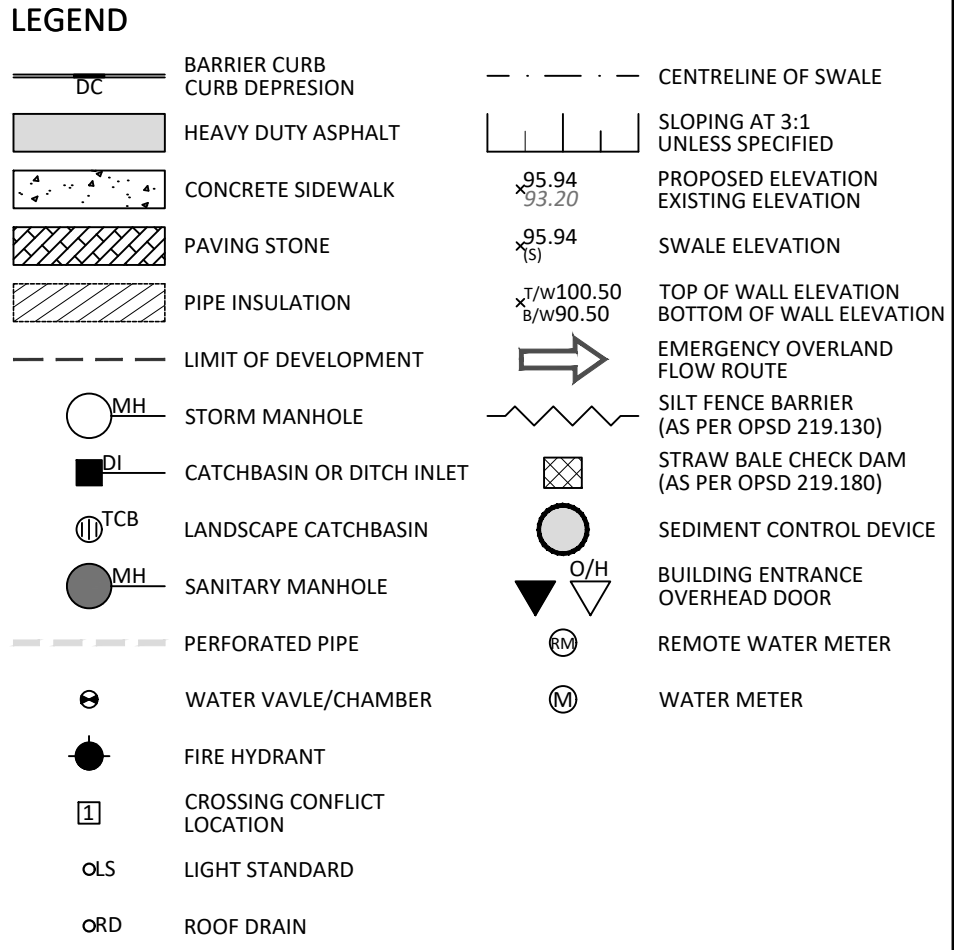 LEGEND
DC
BARRIER CURB
CURB DEPRESION
HEAVY DUTY ASPHALT
CONCRETE SIDEWALK
PAVING STONE
PIPE INSULATION
LIMIT OF DEVELOPMENT
MH
STORM MANHOLE
DI
CATCHBASIN OR DITCH INLET
TCB
LANDSCAPE CATCHBASIN
MH
SANITARY MANHOLE
PERFORATED PIPE
WATER VAVLE/CHAMBER
FIRE HYDRANT
1
CROSSING CONFLICT
LOCATION
LS
LIGHT STANDARD
RD
ROOF DRAIN
CENTRELINE OF SWALE
SLOPING AT 3:1
UNLESS SPECIFIED
95.94
93.20
PROPOSED ELEVATION
EXISTING ELEVATION
95.94
(S)
SWALE ELEVATION
T/W100.50
B/W90.50
TOP OF WALL ELEVATION
BOTTOM OF WALL ELEVATION
EMERGENCY OVERLAND
FLOW ROUTE
SILT FENCE BARRIER
(AS PER OPSD 219.130)
STRAW BALE CHECK DAM
(AS PER OPSD 219.180)
SEDIMENT CONTROL DEVICE
O/H
BUILDING ENTRANCE
OVERHEAD DOOR
RM
REMOTE WATER METER
M
WATER METER